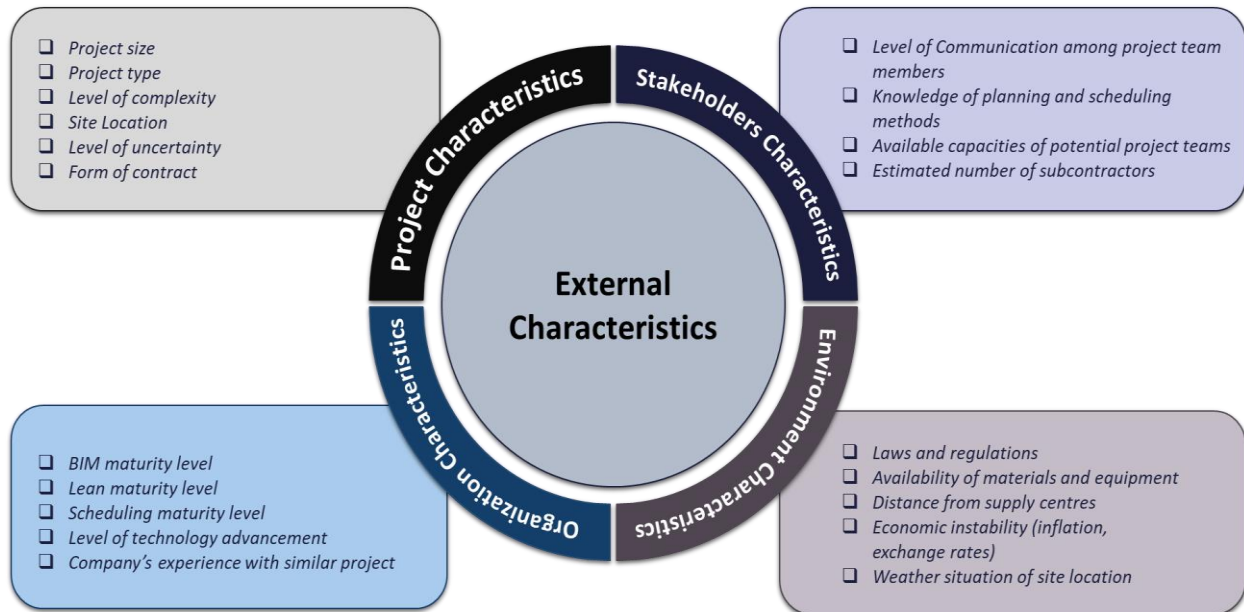 Project size
Project type
Level of complexity
Site Location
Level of uncertainty
Form of contract
Project Characteristics
Stakeholders Characteristics
Level of Communication among project team
members
Knowledge of planning and scheduling
methods
Available capacities of potential project teams
Estimated number of subcontractors
External
Characteristics
Organization Characteristics
Environment Characteristics
BIM maturity level
Lean maturity level
Scheduling maturity level
Level of technology advancement
Company’s experience with similar project
Laws and regulations
Availability of materials and equipment
Distance from supply centres
Economic instability (inflation,
exchange rates)
Weather situation of site location